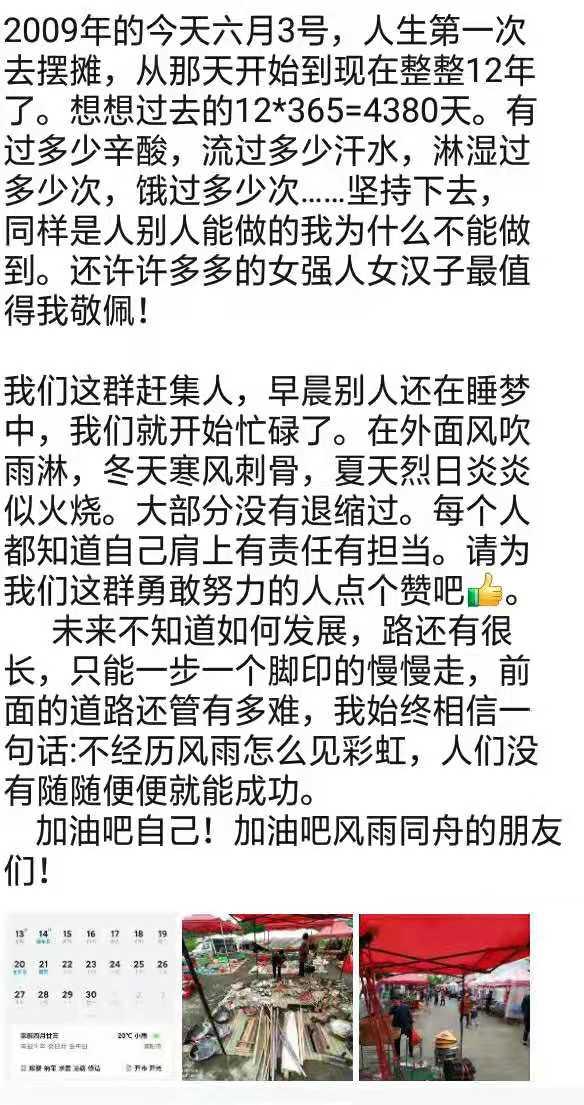 2009年的今天六月3号，人生第一次
去摆摊，从那天开始到现在整整12年
了。想想过去的12*365=4380天。有
过多少辛酸，流过多少汗水，淋湿过
多少次，饿过多少次......坚持下去，
同样是人别人能做的我为什么不能做
到。还许许多多的女强人女汉子最值
得我敬佩！
我们这群赶集人，早晨别人还在睡梦
中，我们就开始忙碌了。在外面风吹
雨淋，冬天寒风刺骨，夏天烈日炎炎
似火烧。大部分没有退缩过。每个人
都知道自己肩上有责任有担当。请为
我们这群勇敢努力的人点个赞吧👍。
未来不知道如何发展，路还有很
长，只能一步一个脚印的慢慢走，前
面的道路还管有多难，我始终相信一
句话:不经历风雨怎么见彩虹，人们没
有随随便便就能成功。
加油吧自己！加油吧风雨同舟的朋友
们！
13 14 15 16 17 18 19
20 21 22 23 24 25 26
27 28 29 30
20℃ 小雨